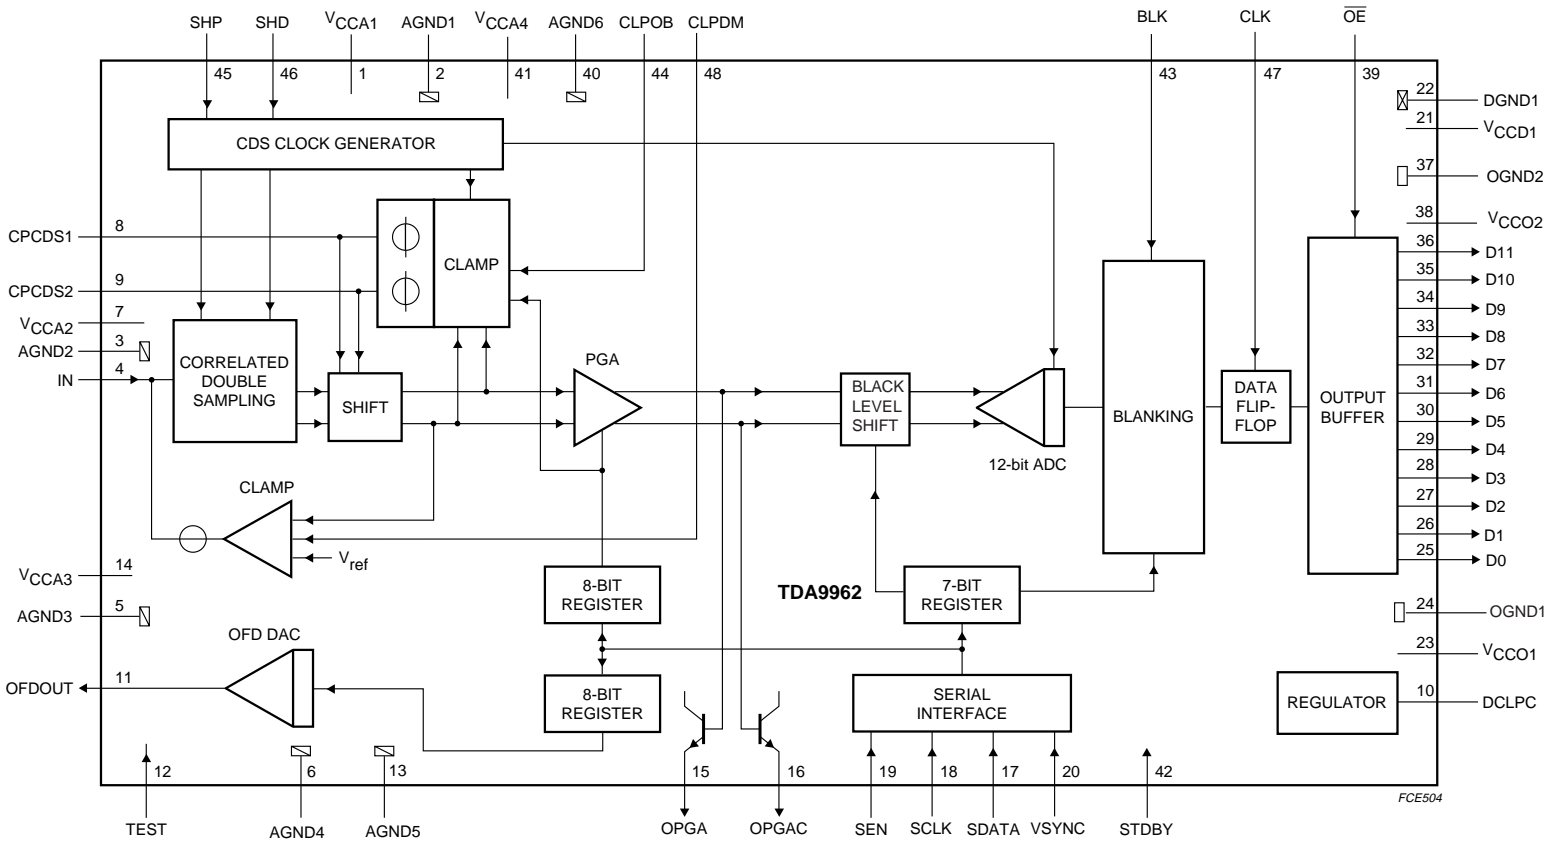 SHP SHD VCCA1 AGND1 VCCA4 AGND6 CLPOB CLPDM BLK CLK OE
45 46 1 2 41 40 44 48 43 47 39
22 DGND1
21 VCCD1
CDS CLOCK GENERATOR
37 OGND2
38 VCCO2
CPCDS1 8
CPCDS2 9
VCCA2 7
AGND2 3
IN 4
CLAMP
CORRELATED
DOUBLE
SAMPLING
SHIFT
PGA
BLACK
LEVEL
SHIFT
12-bit ADC
BLANKING
DATA
FLIP-
FLOP
OUTPUT
BUFFER
36 D11
35 D10
34 D9
33 D8
32 D7
31 D6
30 D5
29 D4
28 D3
27 D2
26 D1
25 D0
CLAMP
Vref
VCCA3 14
AGND3 5
8-BIT
REGISTER
TDA9962
7-BIT
REGISTER
24 OGND1
23 VCCO1
OFD DAC
OFDOUT 11
8-BIT
REGISTER
SERIAL
INTERFACE
REGULATOR
10 DCLPC
12 6 13 15 16 19 18 17 20 42
TEST AGND4 AGND5 OPGA OPGAC SEN SCLK SDATA VSYNC STDBY
FCE504